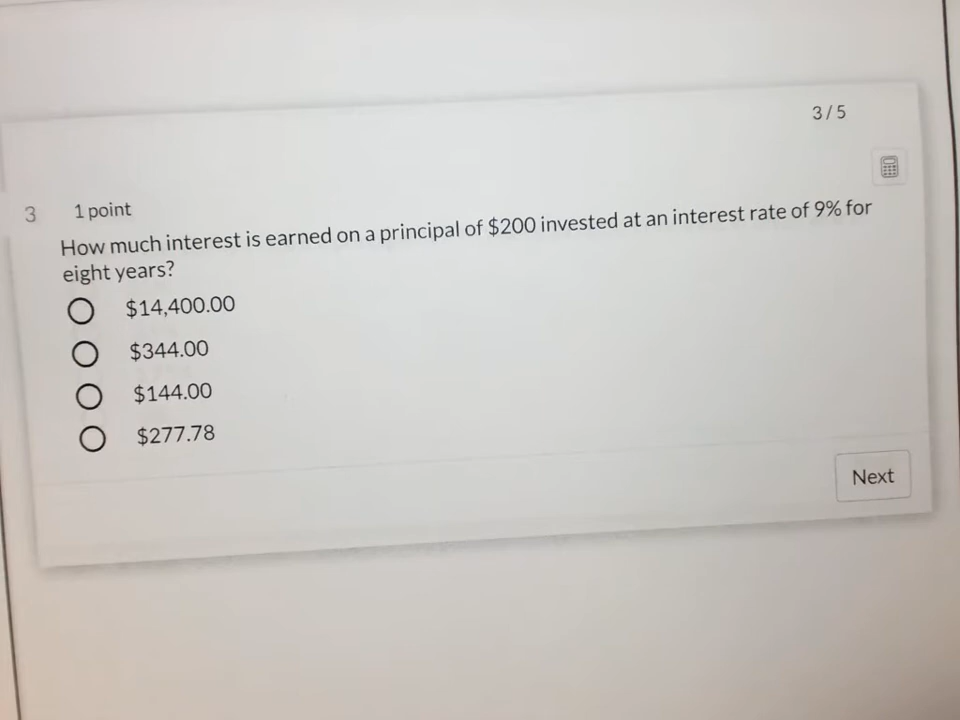 3/5
3 1 point
How much interest is earned on a principal of $200 invested at an interest rate of 9% for
eight years?
$14,400.00
$344.00
$144.00
$277.78
Next